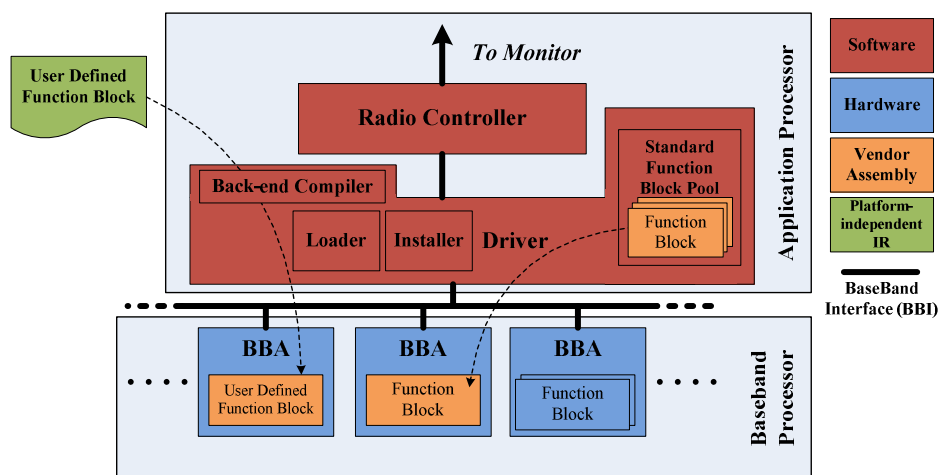 To Monitor
User Defined
Function Block
Radio Controller
Standard
Function
Block Pool
Function
Block
Back-end Compiler
Loader
Installer
Driver
Application Processor
Software
Hardware
Vendor
Assembly
Platform-
independent
IR
BaseBand
Interface (BBI)
BBA
User Defined
Function Block
BBA
Function
Block
BBA
Function
Block
Baseband
Processor